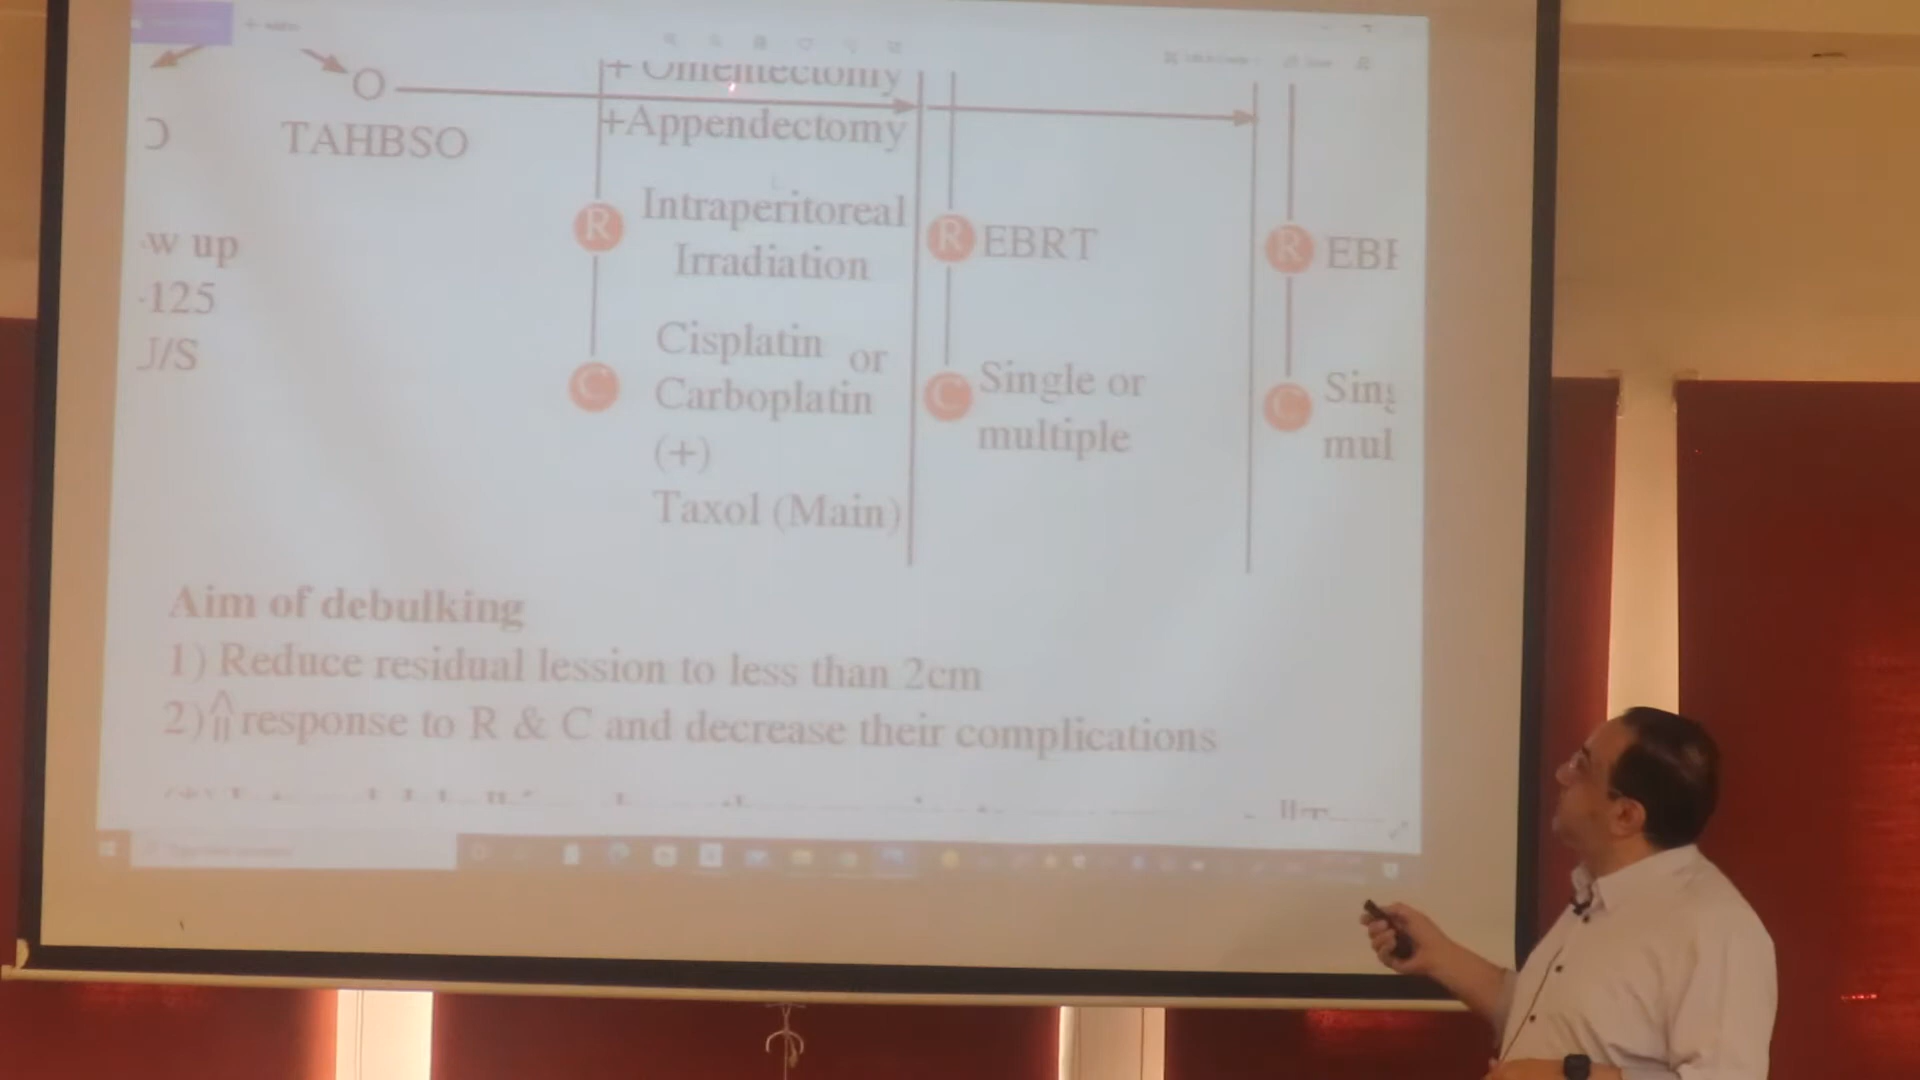 + Omentectomy
O
+Appendectomy
TAHBSO
R
Intraperitoreal
Irradiation
R
EBRT
R
-w up
-125
J/S
C
Cisplatin or
Carboplatin
(+)
Taxol (Main)
C
Single or
multiple
C
Aim of debulking
1) Reduce residual lession to less than 2cm
2)⇑ response to R & C and decrease their complications